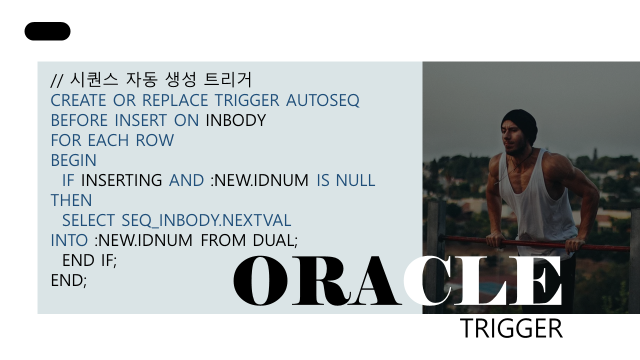 // 시퀀스 자동 생성 트리거
CREATE OR REPLACE TRIGGER AUTOSEQ
BEFORE INSERT ON INBODY
FOR EACH ROW
BEGIN
IF INSERTING AND :NEW.IDNUM IS NULL
THEN
SELECT SEQ_INBODY.NEXTVAL
INTO :NEW.IDNUM FROM DUAL;
END IF;
END;
ORACLE
TRIGGER